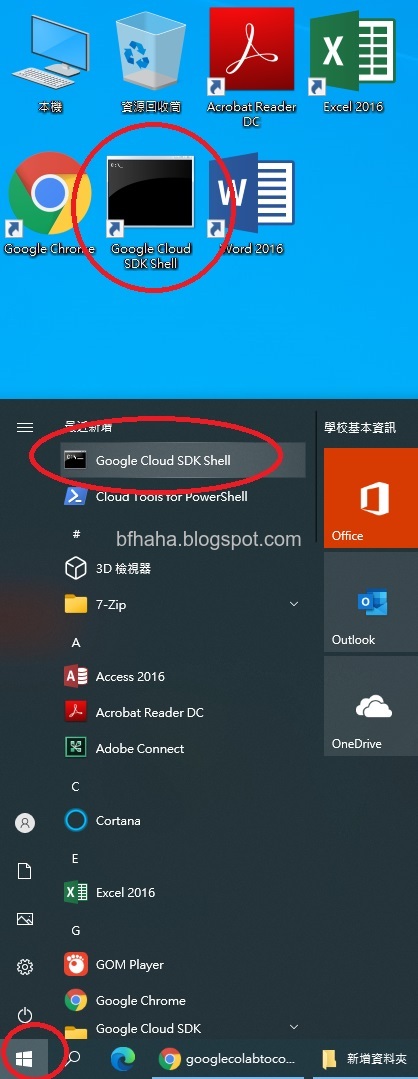 本機
資源回收筒
Acrobat Reader
DC
Excel 2016
C:\_
Google Chrome
Google Cloud
SDK Shell
Word 2016
最近新增
學校基本資訊
Google Cloud SDK Shell
Cloud Tools for PowerShell
#
bfhaha.blogspot.com
3D 檢視器
Office
7-Zip
A
Outlook
Access 2016
Acrobat Reader DC
Adobe Connect
OneDrive
C
Cortana
E
Excel 2016
G
GOM Player
Google Chrome
Google Cloud SDK
googlecolabtoco...
新增資料夾